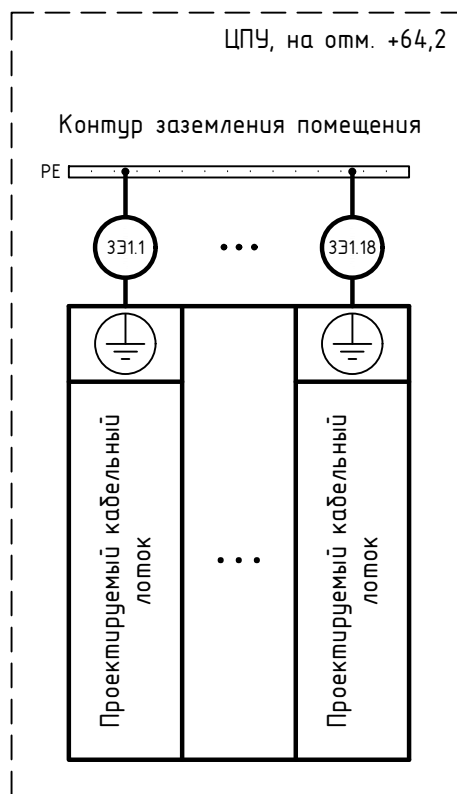 ЦПУ, на отм. +64,2
Контур заземления помещения
PE
ЗЭ1.1
ЗЭ1.18
Проектируемый кабельный
лоток
Проектируемый кабельный
лоток